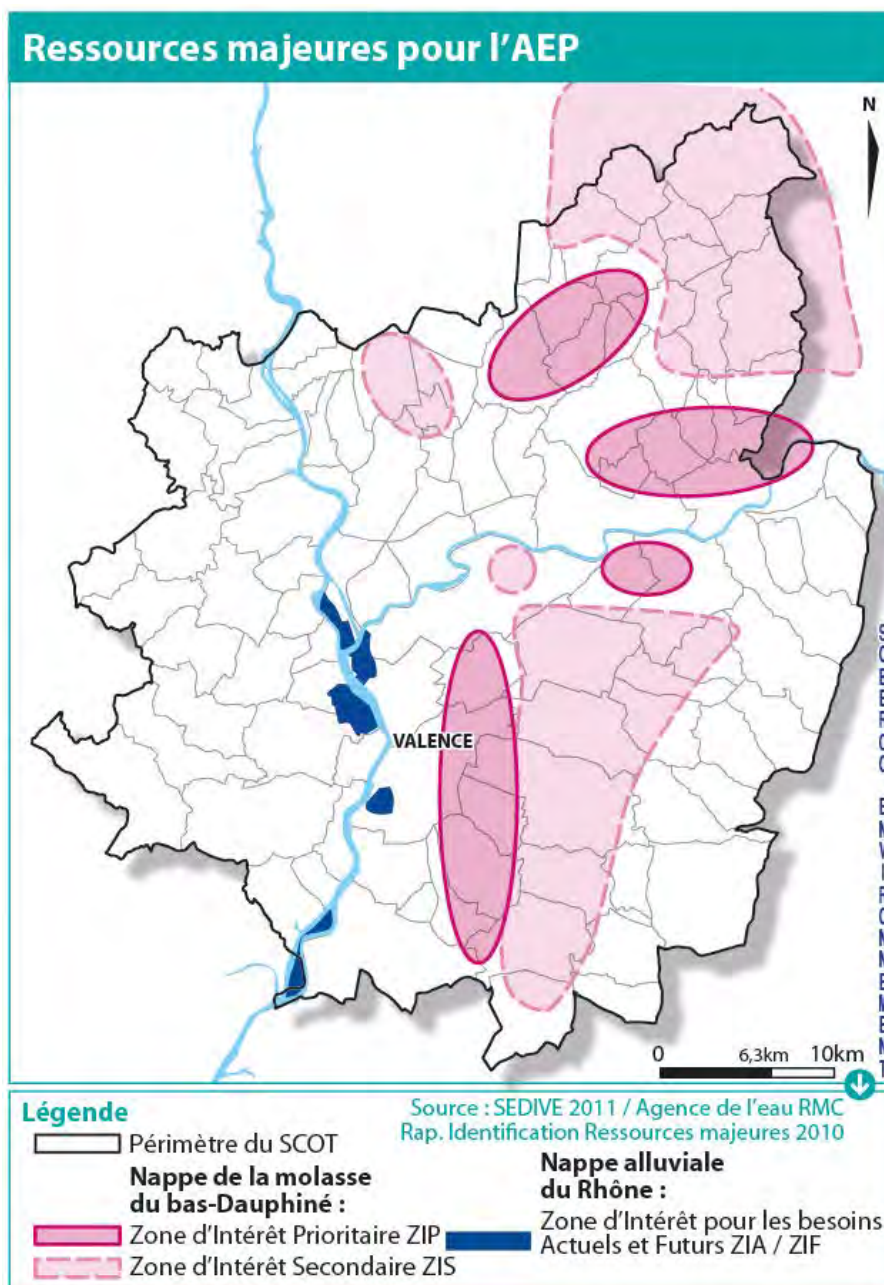 Ressources majeures pour l'AEP
N
VALENCE
0 6,3km 10km
Légende
Source : SEDIVE 2011 / Agence de l'eau RMC
Rap. Identification Ressources majeures 2010
Périmètre du SCOT
Nappe de la molasse
du bas-Dauphiné :
Zone d'Intérêt Prioritaire ZIP
Zone d'Intérêt Secondaire ZIS
Nappe alluviale
du Rhône :
Zone d'Intérêt pour les besoins
Actuels et Futurs ZIA / ZIF